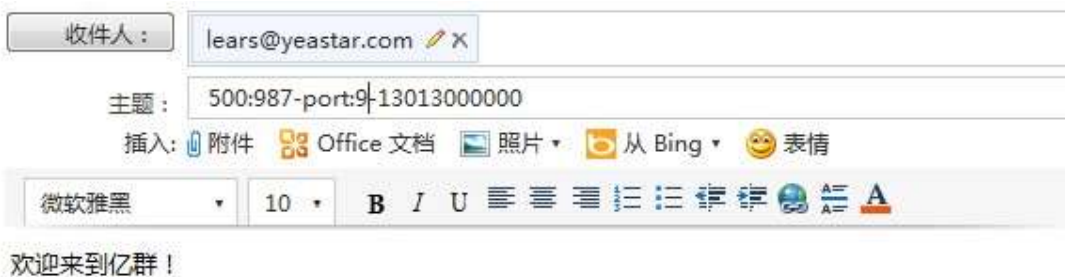 收件人：
lears@yeastar.com
主题：
500:987-port:9-13013000000
插入: 附件 Office 文档 照片 从 Bing 表情
微软雅黑 10 B I U A
欢迎来到亿群！